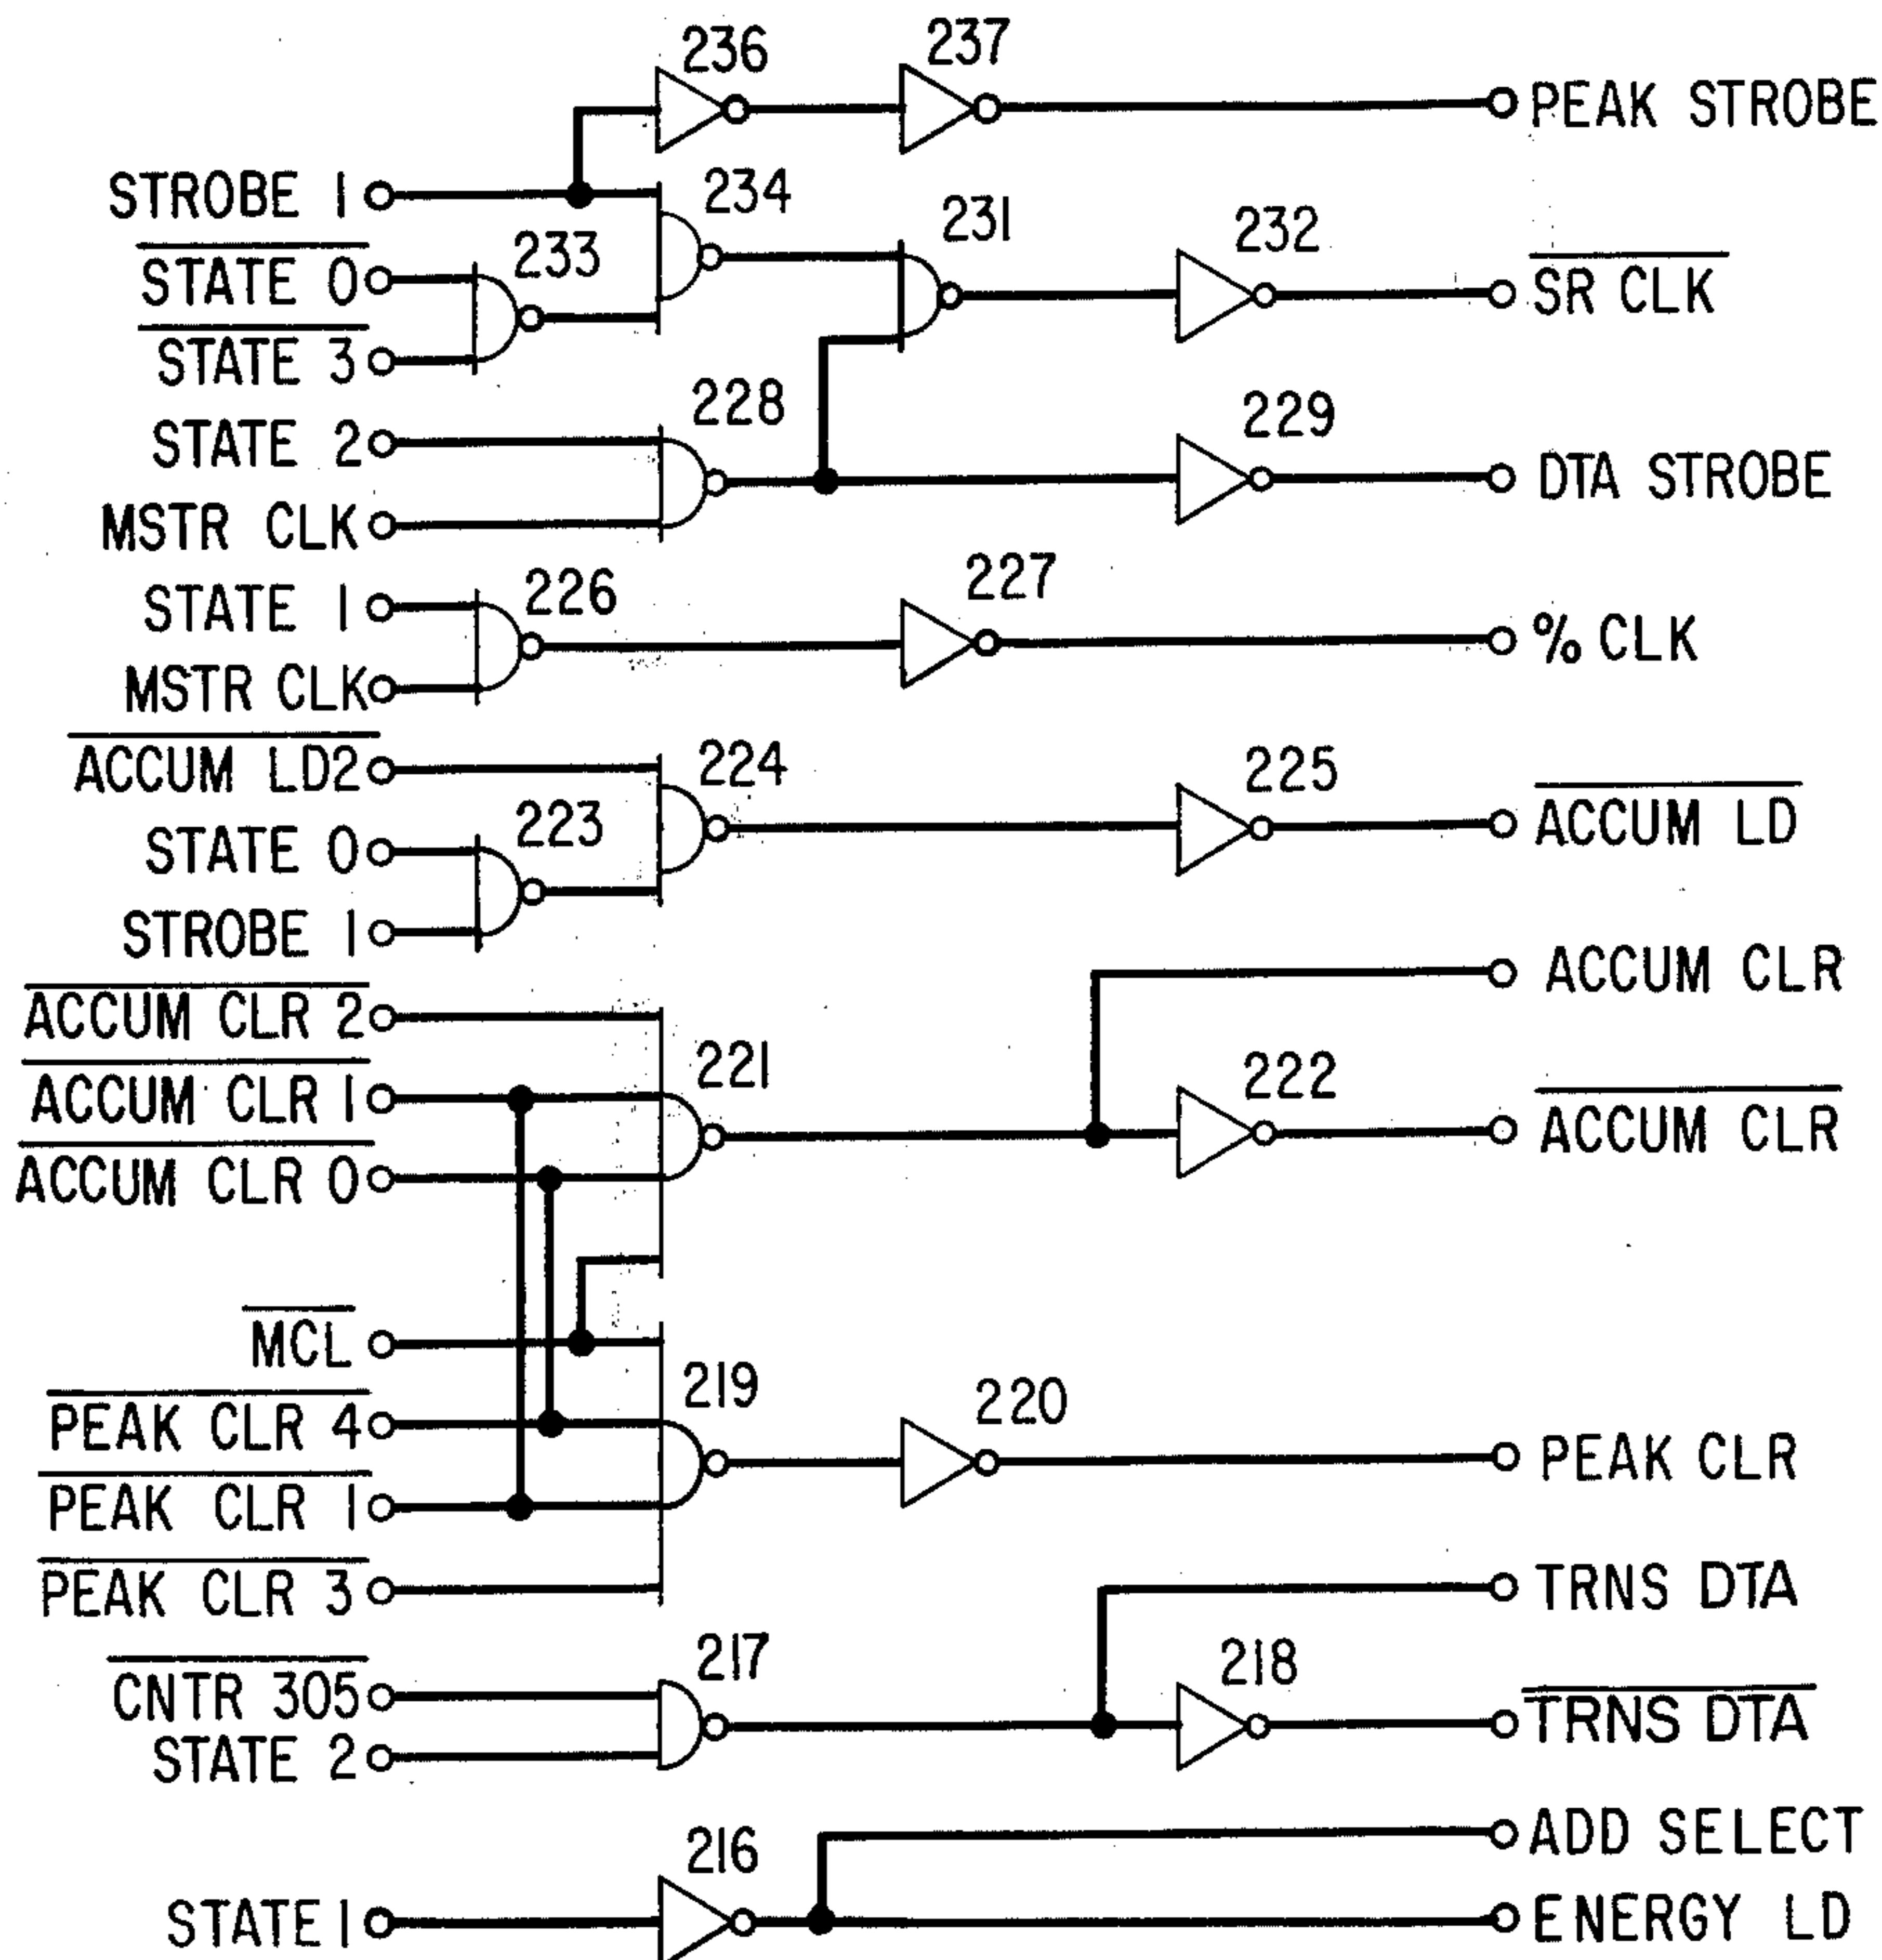 236
237
PEAK STROBE
STROBE 1
234
231
232
STATE 0
233
SR CLK
STATE 3
228
229
STATE 2
DTA STROBE
MSTR CLK
STATE 1
226
227
% CLK
MSTR CLK
ACCUM LD2
224
225
ACCUM LD
STATE 0
223
STROBE 1
ACCUM CLR
ACCUM CLR 2
ACCUM CLR 1
221
222
ACCUM CLR
ACCUM CLR 0
MCL
219
220
PEAK CLR 4
PEAK CLR
PEAK CLR 1
PEAK CLR 3
TRNS DTA
217
218
CNTR 305
TRNS DTA
STATE 2
ADD SELECT
216
STATE 1
ENERGY LD